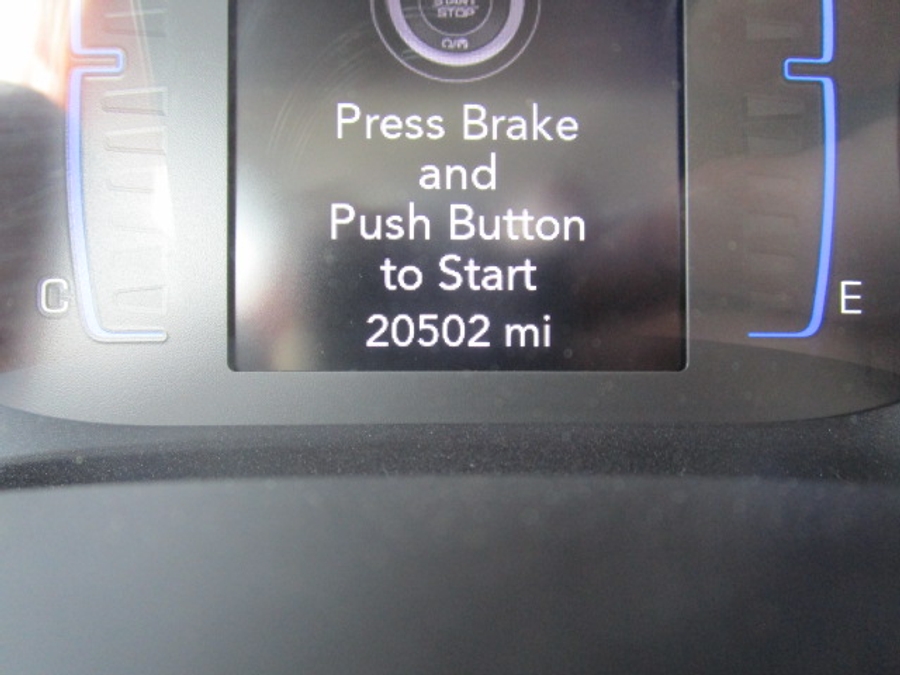 START
STOP
Press Brake
and
Push Button
to Start
20502 mi
C
E